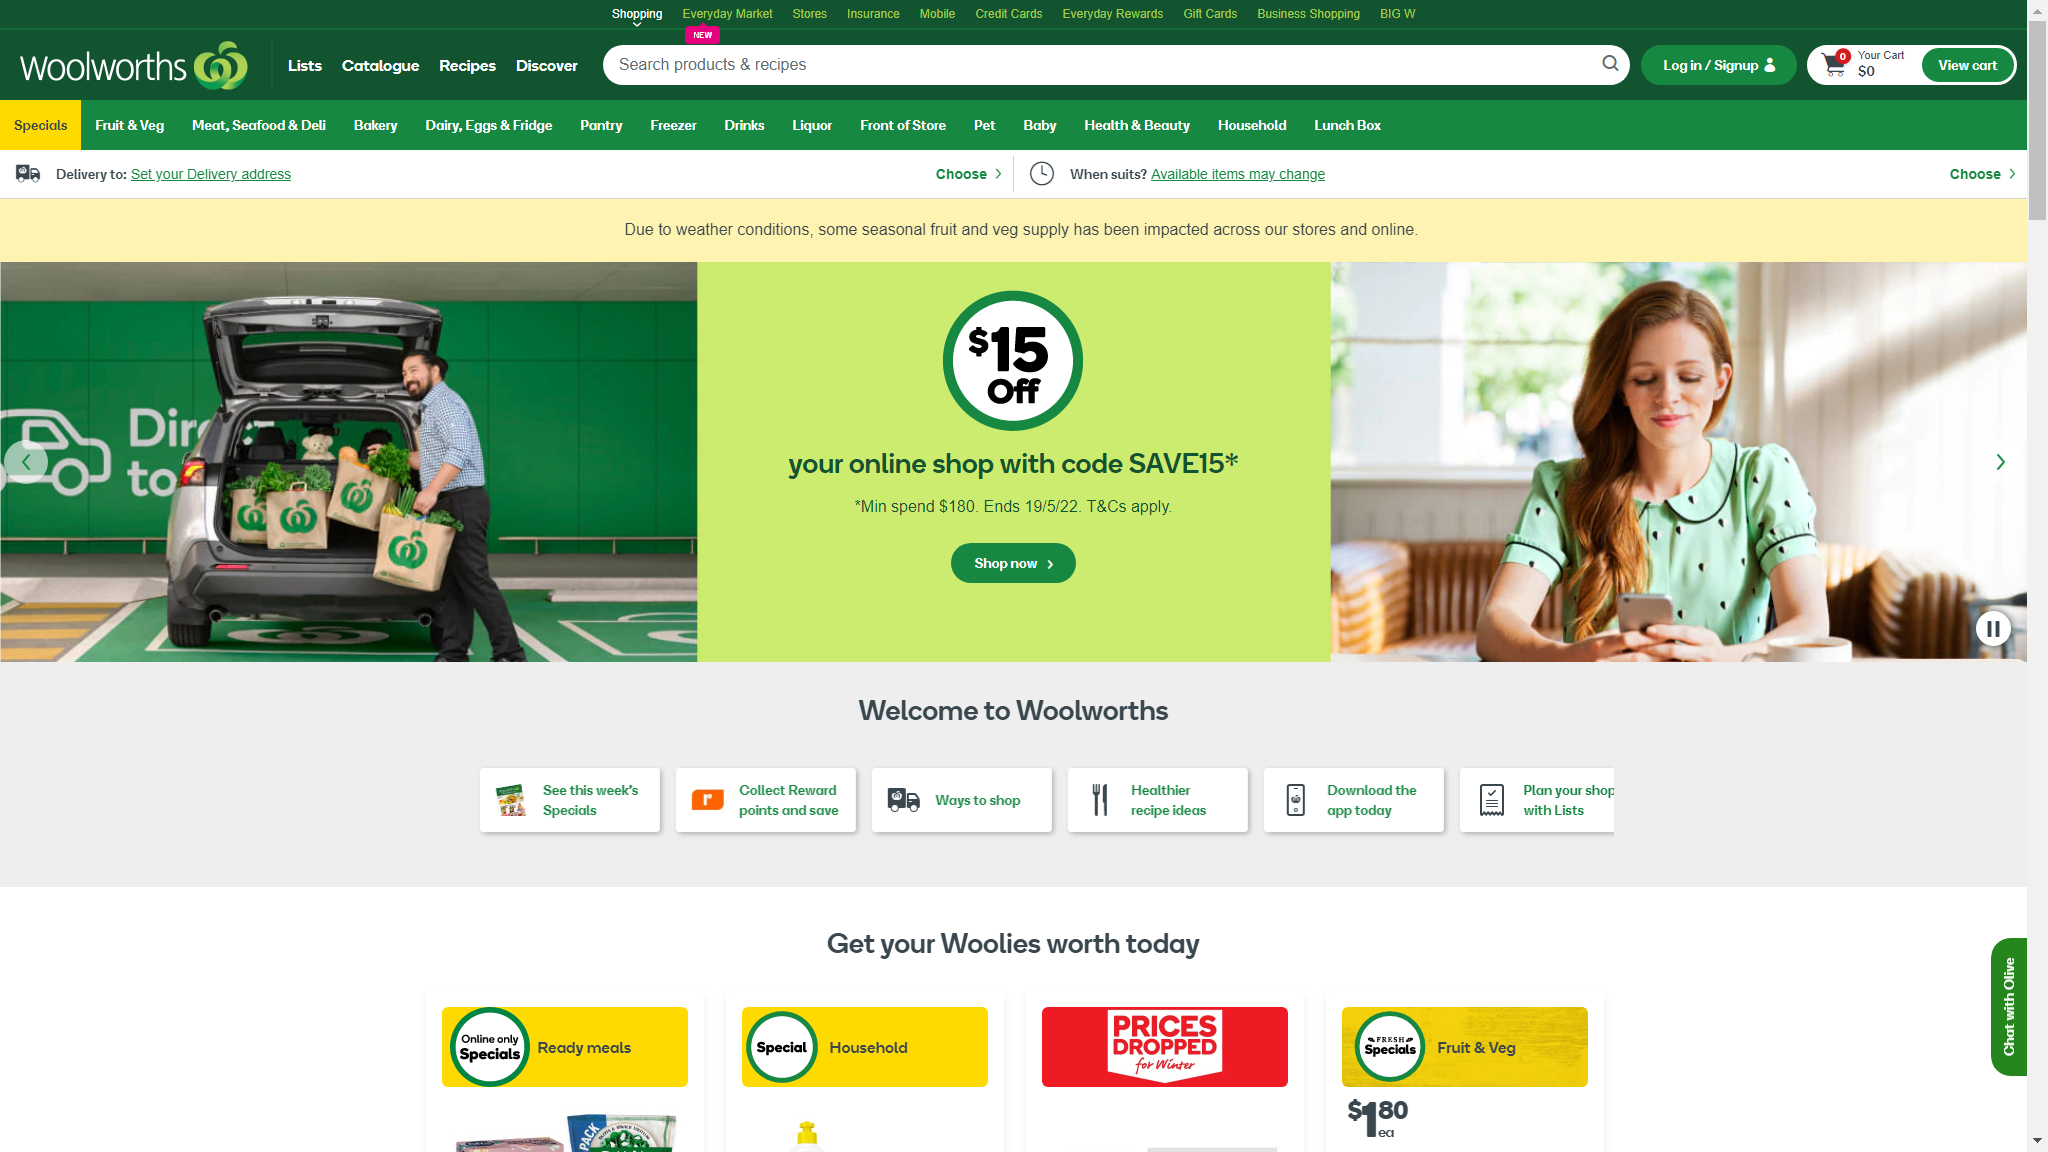 Shopping
Everyday Market
Stores
Insurance
Mobile
Credit Cards
Everyday Rewards
Gift Cards
Business Shopping
BIG W
NEW
Woolworths
Lists
Catalogue
Recipes
Discover
Search products & recipes
Log in / Signup
0
Your Cart
$0
View cart
Specials
Fruit & Veg
Meat, Seafood & Deli
Bakery
Dairy, Eggs & Fridge
Pantry
Freezer
Drinks
Liquor
Front of Store
Pet
Baby
Health & Beauty
Household
Lunch Box
Delivery to: Set your Delivery address
Choose
When suits? Available items may change
Choose
Due to weather conditions, some seasonal fruit and veg supply has been impacted across our stores and online.
Direct
to
$15
Off
your online shop with code SAVE15*
*Min spend $180. Ends 19/5/22. T&Cs apply.
Shop now
Welcome to Woolworths
See this week's
Specials
Collect Reward
points and save
Ways to shop
Healthier
recipe ideas
Download the
app today
Plan your shop
with Lists
Get your Woolies worth today
Chat with Olive
Online only
Specials
Ready meals
Special
Household
PRICES
DROPPED
for Winter
FRESH
Specials
Fruit & Veg
$1.80
ea
PACK